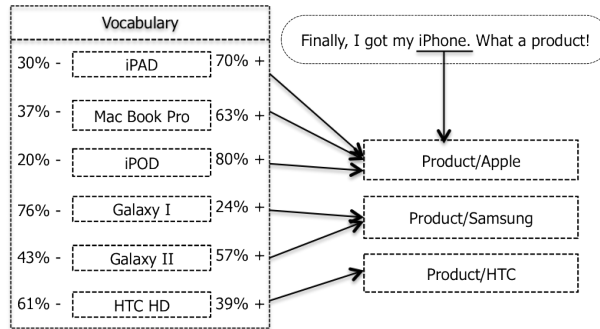 Vocabulary
Finally, I got my iPhone. What a product!
30% - iPAD 70% +
37% - Mac Book Pro 63% +
20% - iPOD 80% +
Product/Apple
76% - Galaxy I 24% +
Product/Samsung
43% - Galaxy II 57% +
Product/HTC
61% - HTC HD 39% +